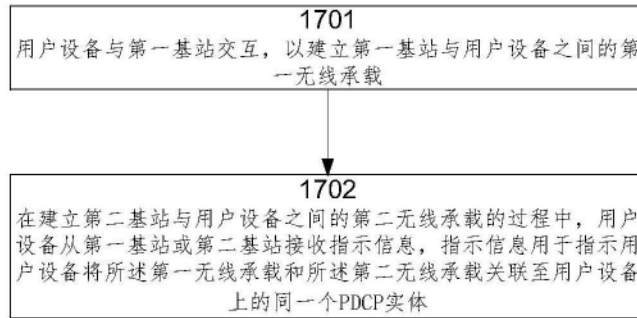 1701
用户设备与第一基站交互，以建立第一基站与用户设备之间的第
一无线承载
1702
在建立第二基站与用户设备之间的第二无线承载的过程中，用户
设备从第一基站或第二基站接收指示信息，指示信息用于指示用
户设备将所述第一无线承载和所述第二无线承载关联至用户设备
上的同一个PDCP实体